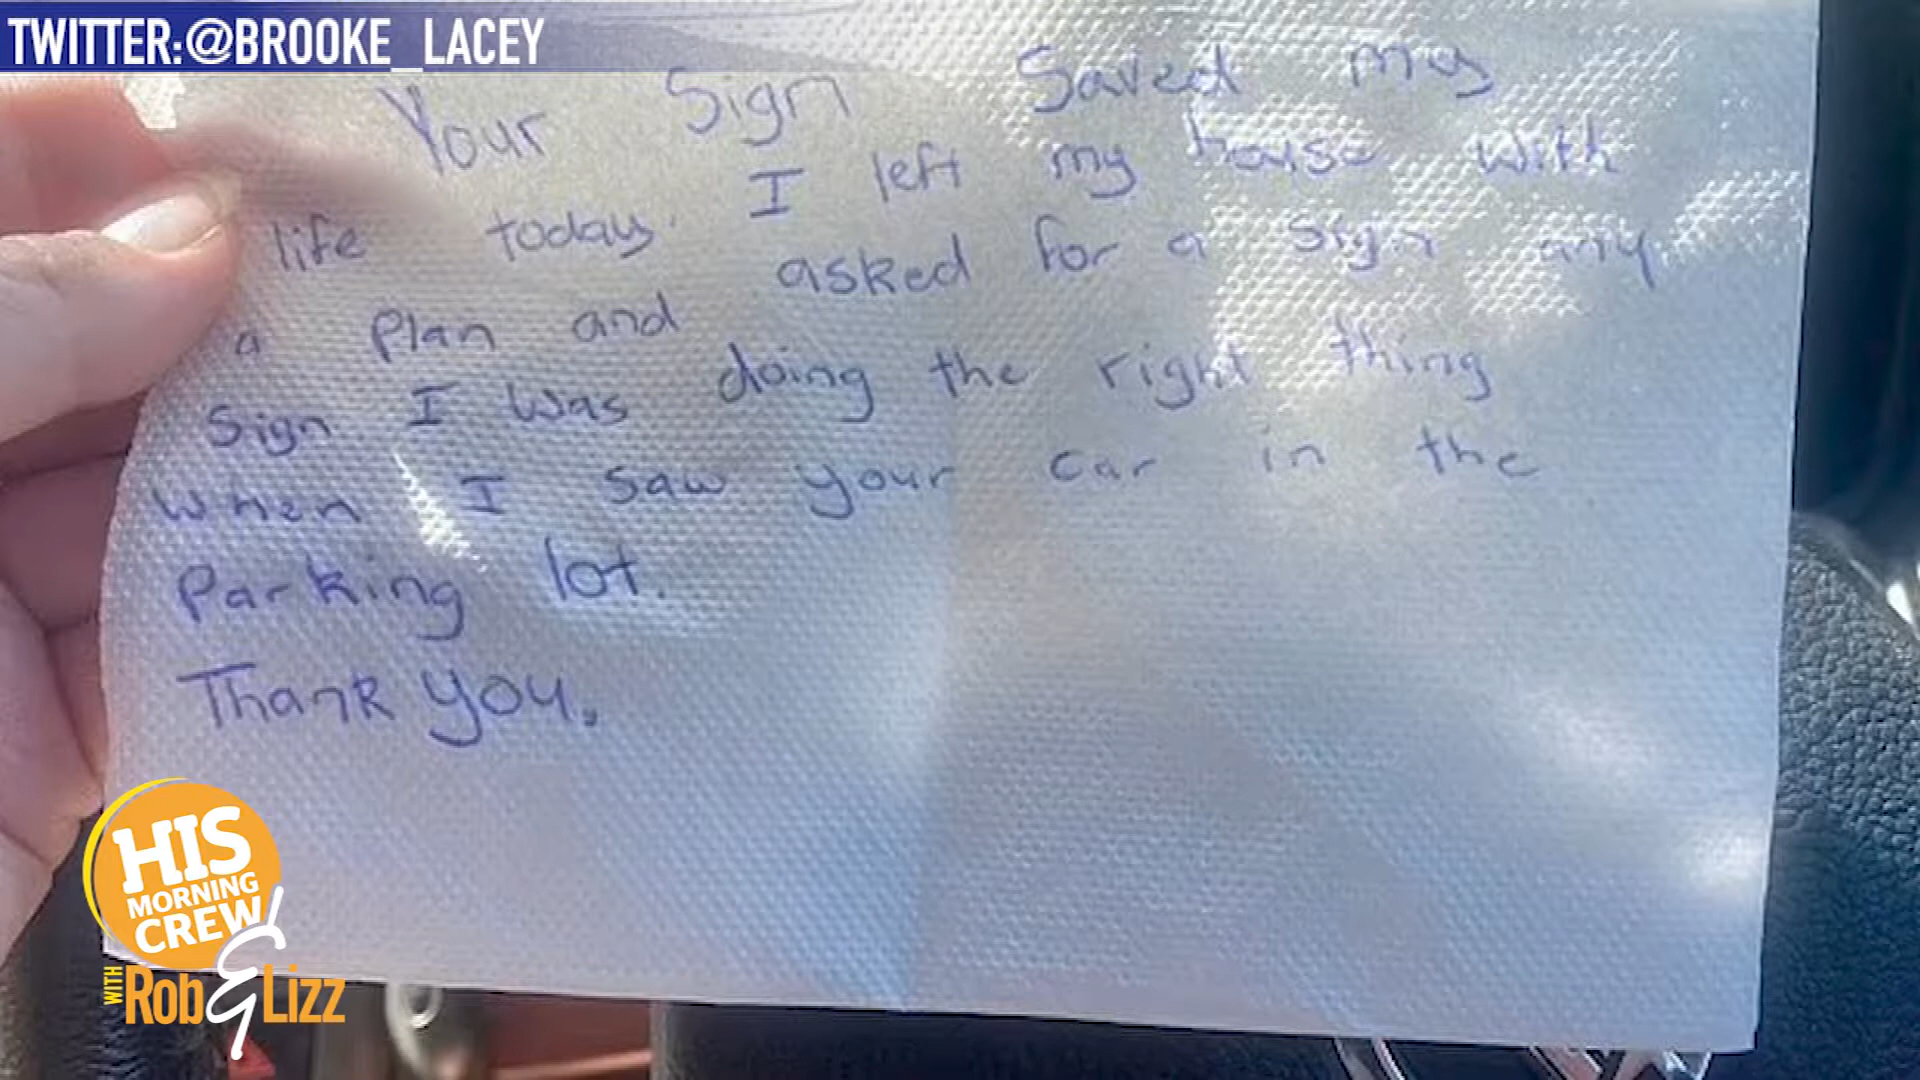 TWITTER:@BROOKE_LACEY
Your Sign Saved my
life today. I left my house with
a Plan and asked for a sign any
Sign I was doing the right thing
when I saw your car in the
Parking lot.
Thank you.
HIS
MORNING
CREW
WITH Rob & Lizz